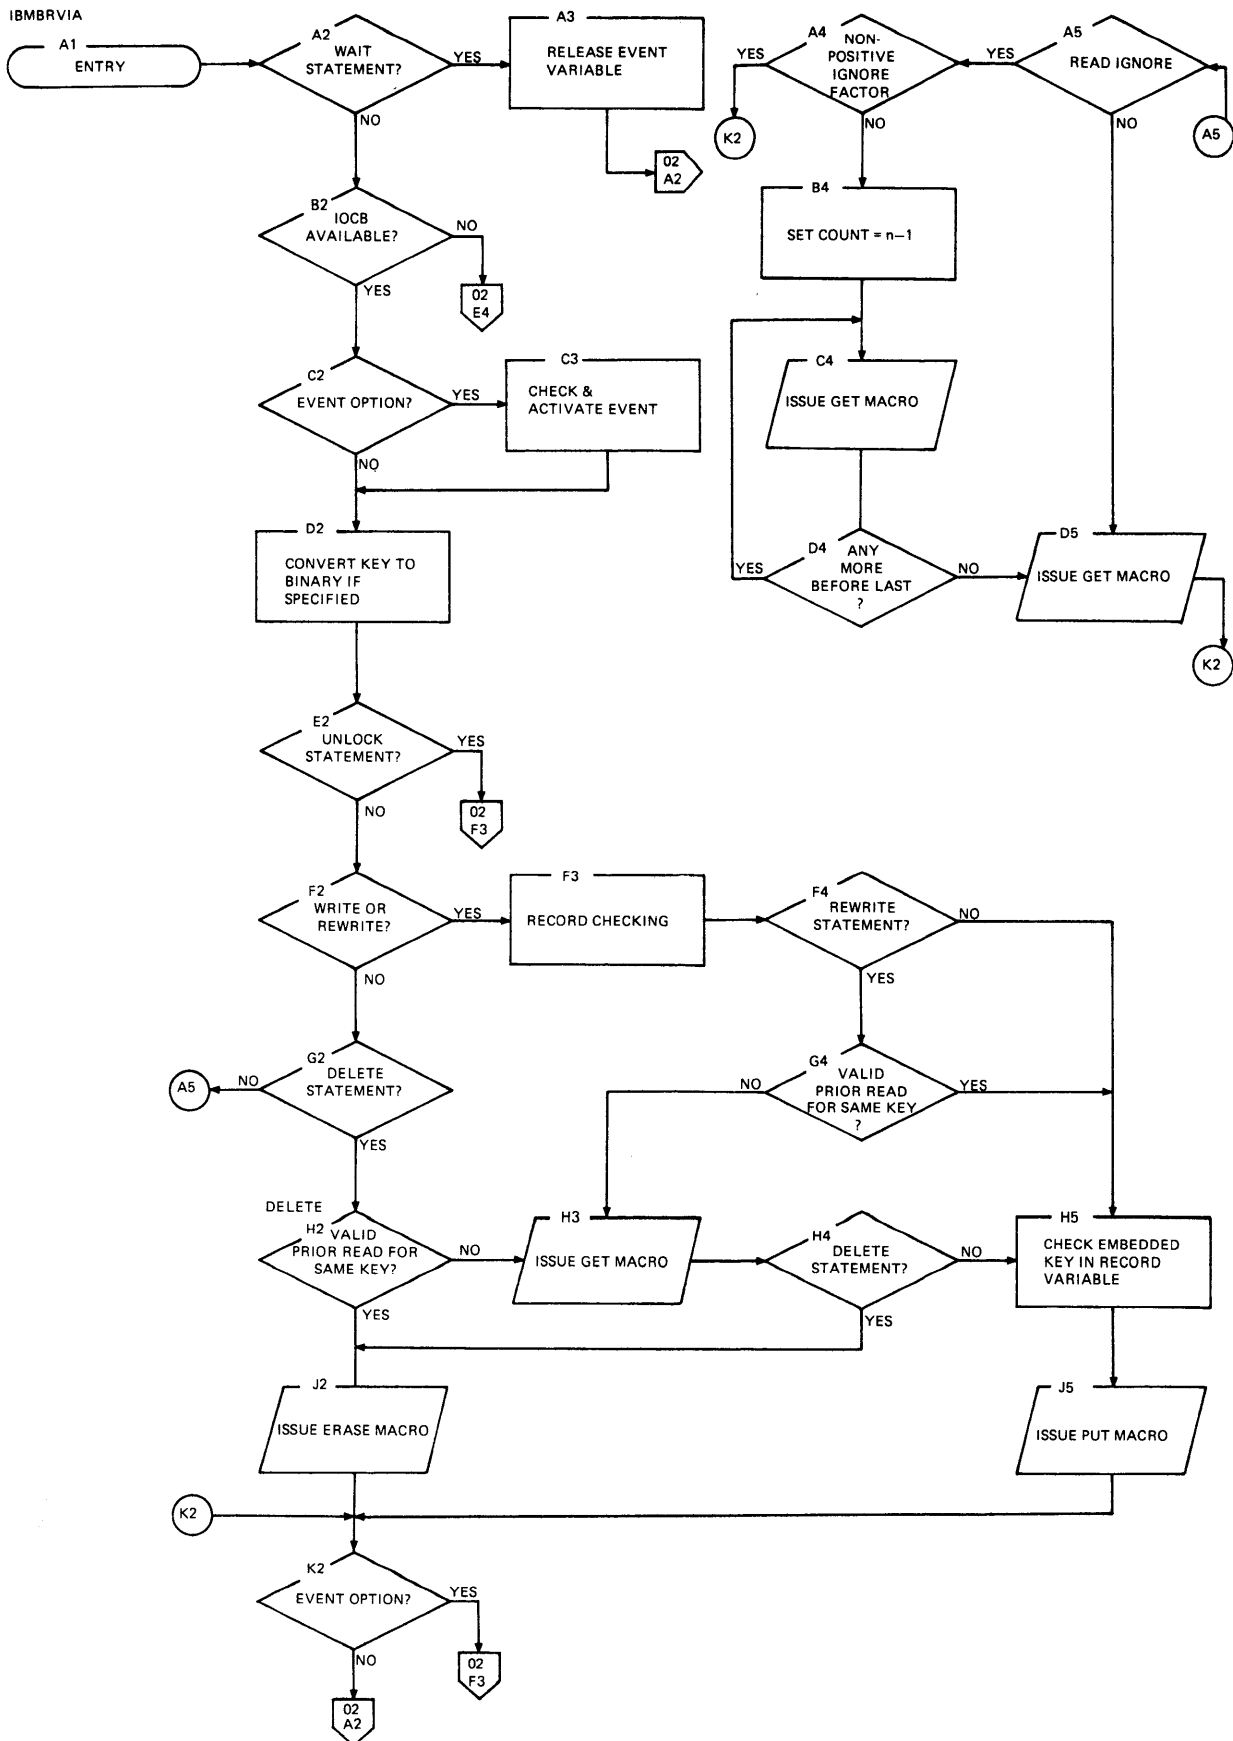 IBMBRVIA
A1
ENTRY
A2
WAIT
STATEMENT?
YES
NO
A3
RELEASE EVENT
VARIABLE
02
A2
A4
NON-
POSITIVE
IGNORE
FACTOR
YES
NO
K2
A5
READ IGNORE
YES
NO
A5
B2
IOCB
AVAILABLE?
NO
YES
02
E4
B4
SET COUNT = n–1
C2
EVENT OPTION?
YES
NO
C3
CHECK &
ACTIVATE EVENT
C4
ISSUE GET MACRO
D2
CONVERT KEY TO
BINARY IF
SPECIFIED
D4
ANY
MORE
BEFORE LAST
?
YES
NO
D5
ISSUE GET MACRO
K2
E2
UNLOCK
STATEMENT?
YES
NO
02
F3
F2
WRITE OR
REWRITE?
YES
NO
F3
RECORD CHECKING
F4
REWRITE
STATEMENT?
NO
YES
G2
DELETE
STATEMENT?
NO
YES
A5
G4
VALID
PRIOR READ
FOR SAME KEY
?
NO
YES
DELETE
H2
VALID
PRIOR READ FOR
SAME KEY?
NO
YES
H3
ISSUE GET MACRO
H4
DELETE
STATEMENT?
NO
YES
H5
CHECK EMBEDDED
KEY IN RECORD
VARIABLE
J2
ISSUE ERASE MACRO
J5
ISSUE PUT MACRO
K2
K2
EVENT OPTION?
YES
NO
02
F3
02
A2